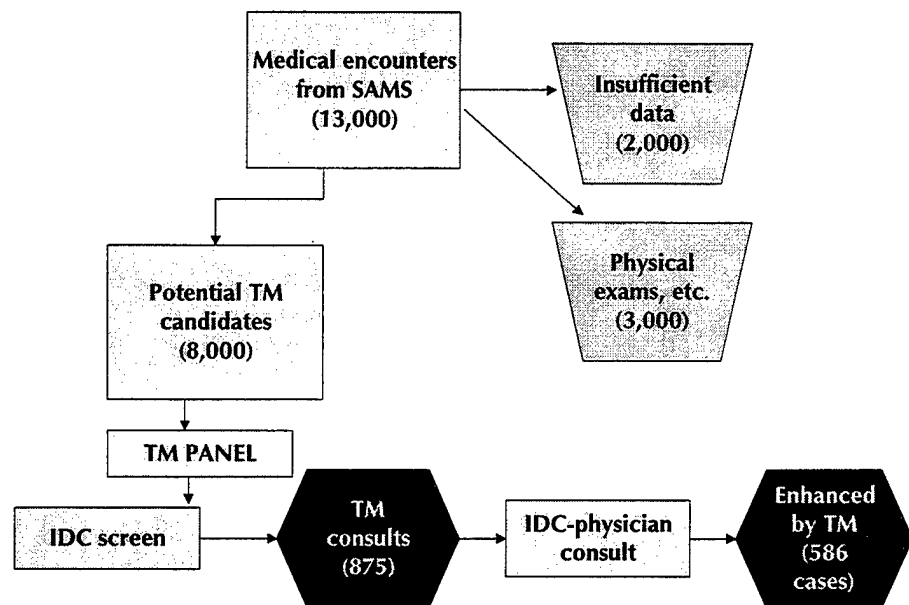 Medical encounters
from SAMS
(13,000)
Insufficient
data
(2,000)
Physical
exams, etc.
(3,000)
Potential TM
candidates
(8,000)
TM PANEL
IDC screen
TM
consults
(875)
IDC-physician
consult
Enhanced
by TM
(586
cases)